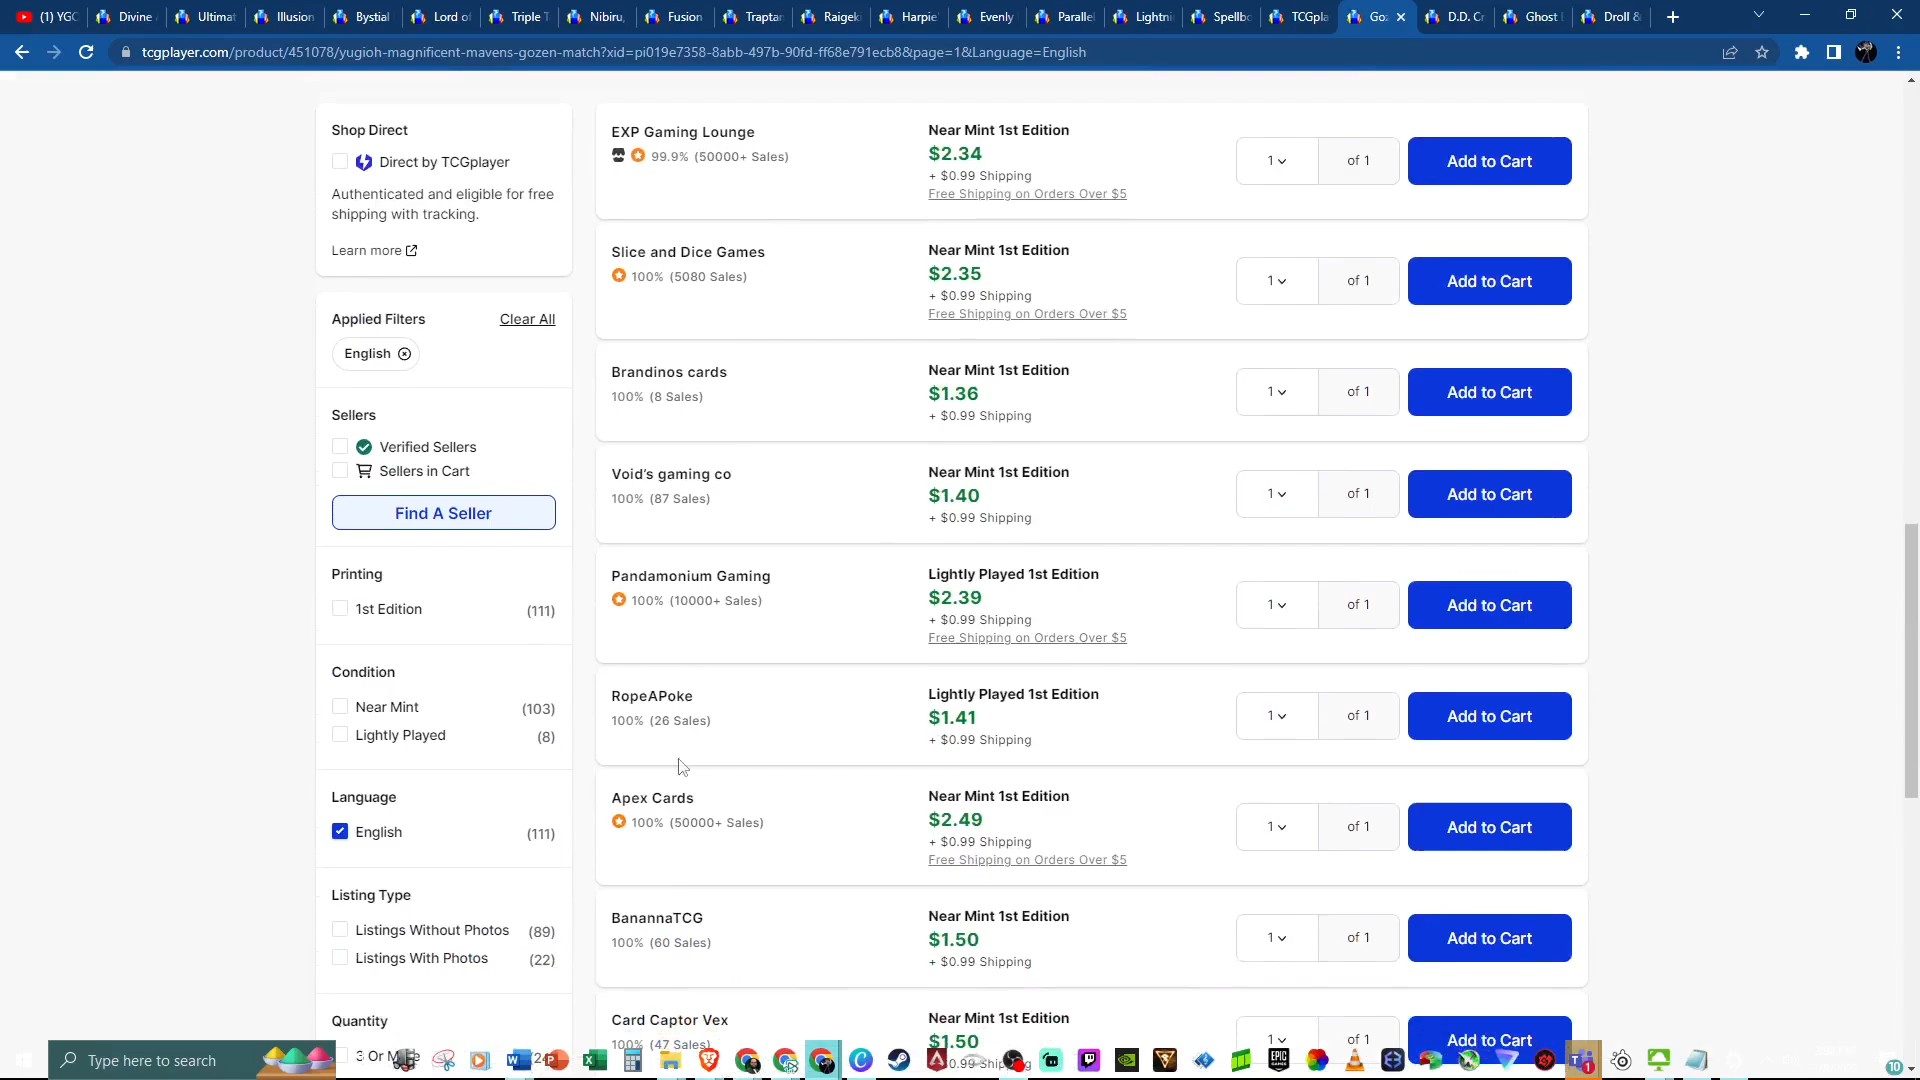 (1) YGO
Divine
Ultimat
Illusion
Bystial
Lord of
Triple T
Nibiru,
Fusion
Traptar
Raigek
Harpie'
Evenly
Parallel
Lightni
Spellbo
TCGpla
Goz
D.D. Cr
Ghost
Droll &
tcgplayer.com/product/451078/yugioh-magnificent-mavens-gozen-match?xid=pi019e7358-8abb-497b-90fd-ff68e791ecb8&page=1&Language=English
Shop Direct
Direct by TCGplayer
Authenticated and eligible for free
shipping with tracking.
Learn more
Applied Filters
Clear All
English
Sellers
Verified Sellers
Sellers in Cart
Find A Seller
Printing
1st Edition (111)
Condition
Near Mint (103)
Lightly Played (8)
Language
English (111)
Listing Type
Listings Without Photos (89)
Listings With Photos (22)
Quantity
EXP Gaming Lounge
99.9% (50000+ Sales)
Near Mint 1st Edition
$2.34
+ $0.99 Shipping
Free Shipping on Orders Over $5
1 of 1
Add to Cart
Slice and Dice Games
100% (5080 Sales)
Near Mint 1st Edition
$2.35
+ $0.99 Shipping
Free Shipping on Orders Over $5
1 of 1
Add to Cart
Brandinos cards
100% (8 Sales)
Near Mint 1st Edition
$1.36
+ $0.99 Shipping
1 of 1
Add to Cart
Void's gaming co
100% (87 Sales)
Near Mint 1st Edition
$1.40
+ $0.99 Shipping
1 of 1
Add to Cart
Pandamonium Gaming
100% (10000+ Sales)
Lightly Played 1st Edition
$2.39
+ $0.99 Shipping
Free Shipping on Orders Over $5
1 of 1
Add to Cart
RopeAPoke
100% (26 Sales)
Lightly Played 1st Edition
$1.41
+ $0.99 Shipping
1 of 1
Add to Cart
Apex Cards
100% (50000+ Sales)
Near Mint 1st Edition
$2.49
+ $0.99 Shipping
Free Shipping on Orders Over $5
1 of 1
Add to Cart
BanannaTCG
100% (60 Sales)
Near Mint 1st Edition
$1.50
+ $0.99 Shipping
1 of 1
Add to Cart
Card Captor Vex
100% (47 Sales)
Near Mint 1st Edition
$1.50
1 of 1
Add to Cart
Type here to search